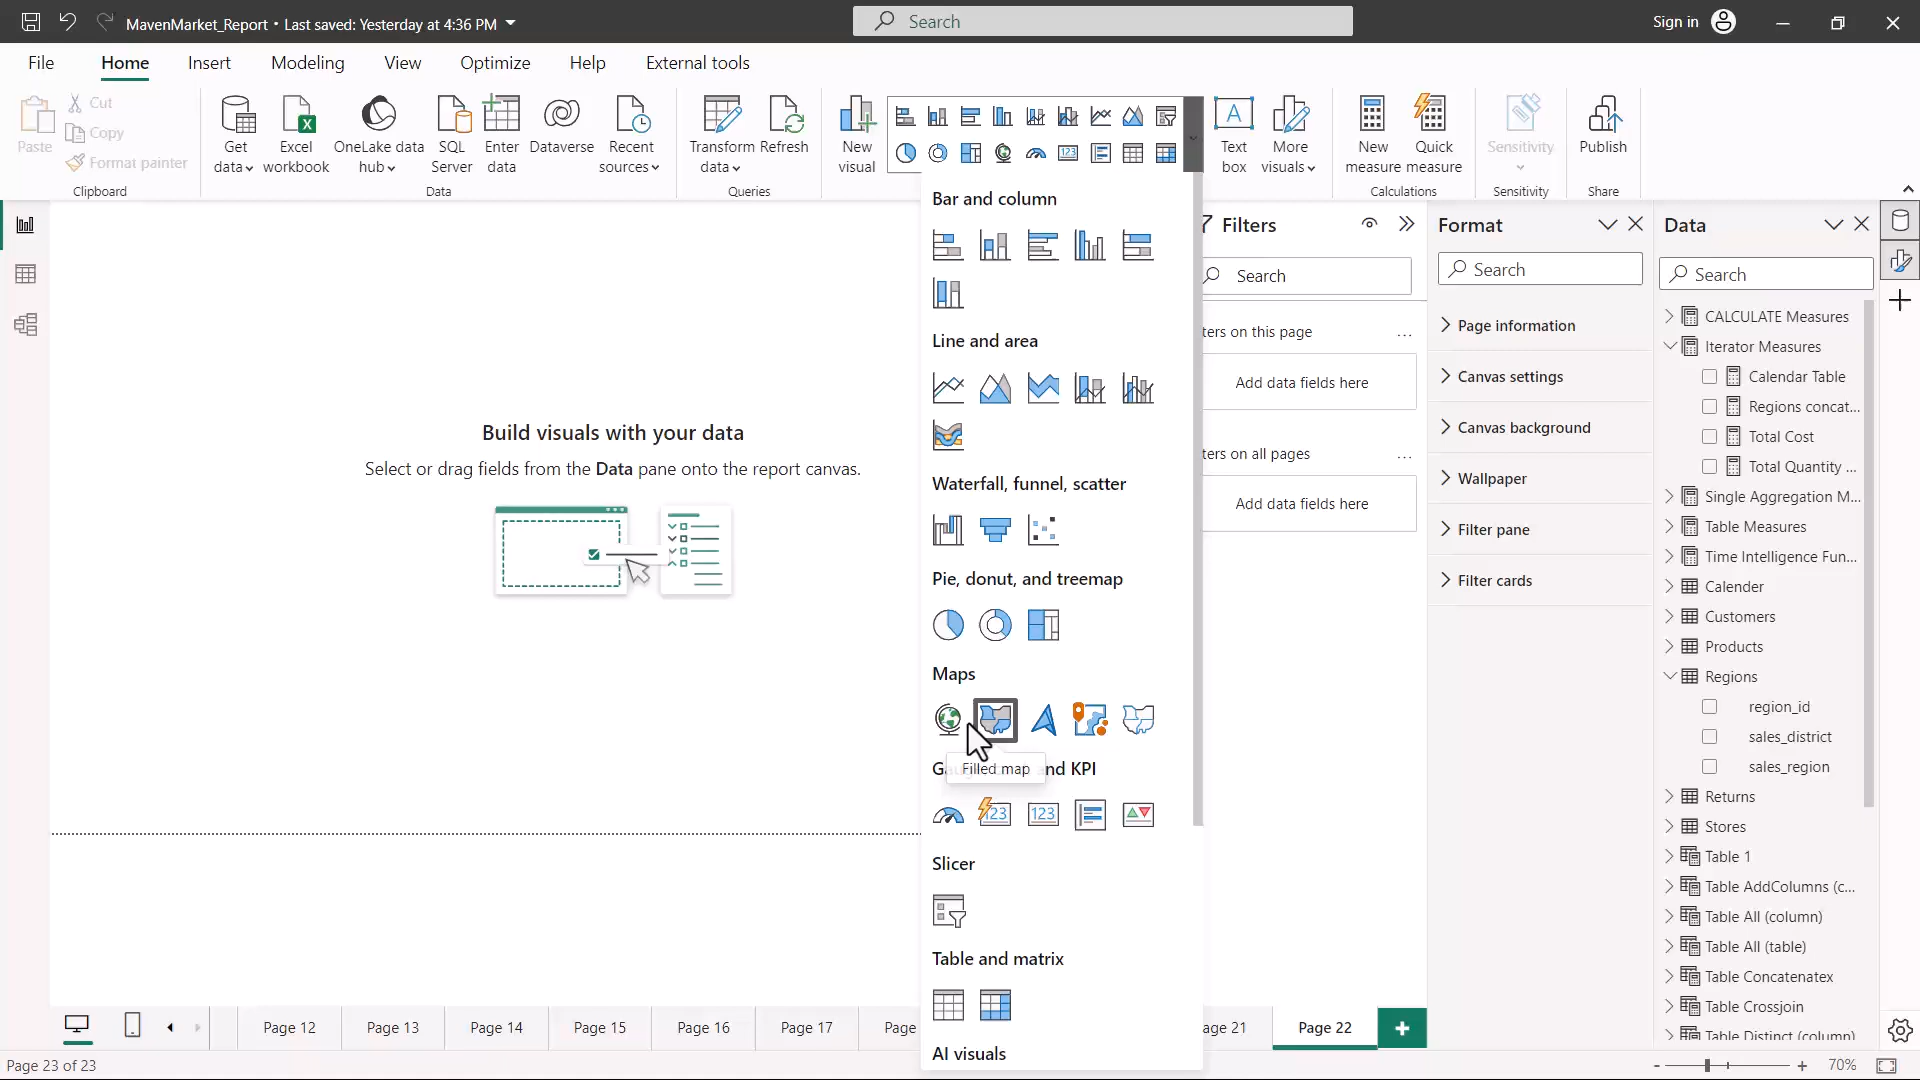 MavenMarket_Report • Last saved: Yesterday at 4:36 PM
Search
Sign in
File
Home
Insert
Modeling
View
Optimize
Help
External tools
Paste
Cut
Copy
Format painter
Clipboard
Get data
Excel workbook
OneLake data hub
SQL Server
Enter data
Dataverse
Recent sources
Data
Transform data
Refresh
Queries
New visual
Text box
More visuals
New measure
Quick measure
Calculations
Sensitivity
Sensitivity
Publish
Share
Build visuals with your data
Select or drag fields from the Data pane onto the report canvas.
Bar and column
Line and area
Waterfall, funnel, scatter
Pie, donut, and treemap
Maps
Filled map
nd KPI
123
123
Slicer
Table and matrix
AI visuals
Filters
Search
ters on this page
...
Add data fields here
ters on all pages
...
Add data fields here
Format
Search
Page information
Canvas settings
Canvas background
Wallpaper
Filter pane
Filter cards
Data
Search
CALCULATE Measures
Iterator Measures
Calendar Table
Regions concat...
Total Cost
Total Quantity ...
Single Aggregation M...
Table Measures
Time Intelligence Fun...
Calender
Customers
Products
Regions
region_id
sales_district
sales_region
Returns
Stores
Table 1
Table AddColumns (c...
Table All (column)
Table All (table)
Table Concatenatex
Table Crossjoin
Table Distinct (column)
Page 12
Page 13
Page 14
Page 15
Page 16
Page 17
Page
age 21
Page 22
Page 23 of 23
70%